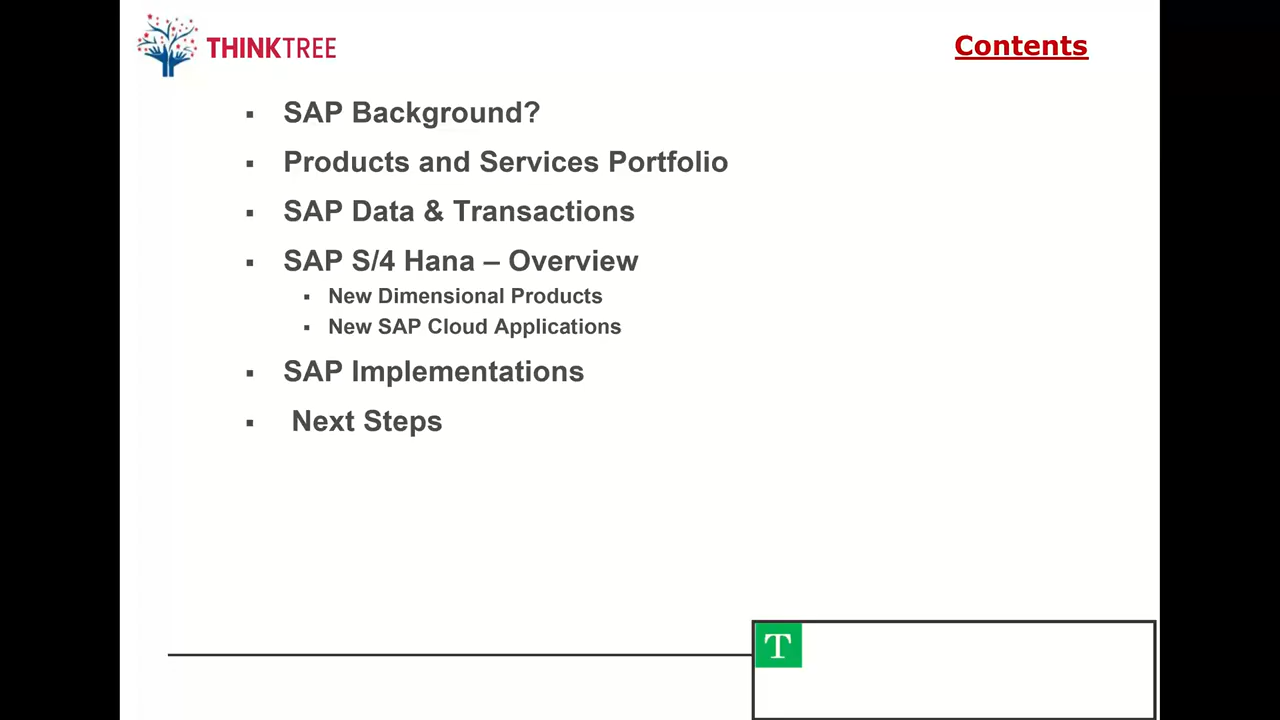 THINKTREE
Contents
▪ SAP Background?
▪ Products and Services Portfolio
▪ SAP Data & Transactions
▪ SAP S/4 Hana – Overview
▪ New Dimensional Products
▪ New SAP Cloud Applications
▪ SAP Implementations
▪ Next Steps
T